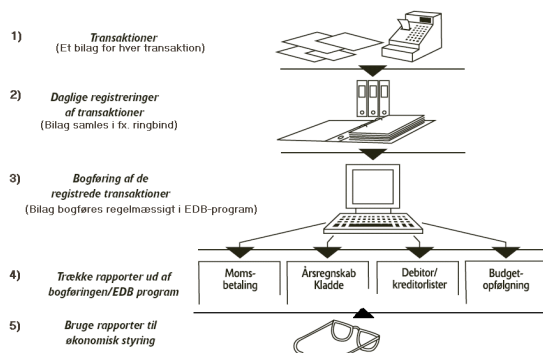 1) Transaktioner
(Et bilag for hver transaktion)
2) Daglige registreringer
af transaktioner
(Bilag samles i fx. ringbind)
3) Bogføring af de
registrede transaktioner
(Bilag bogføres regelmæssigt i EDB-program)
4) Trække rapporter ud af
bogføringen/EDB program
Moms-
betaling
Årsregnskab
Kladde
Debitor/
kreditorlister
Budget-
opfølgning
5) Bruge rapporter til
økonomisk styring